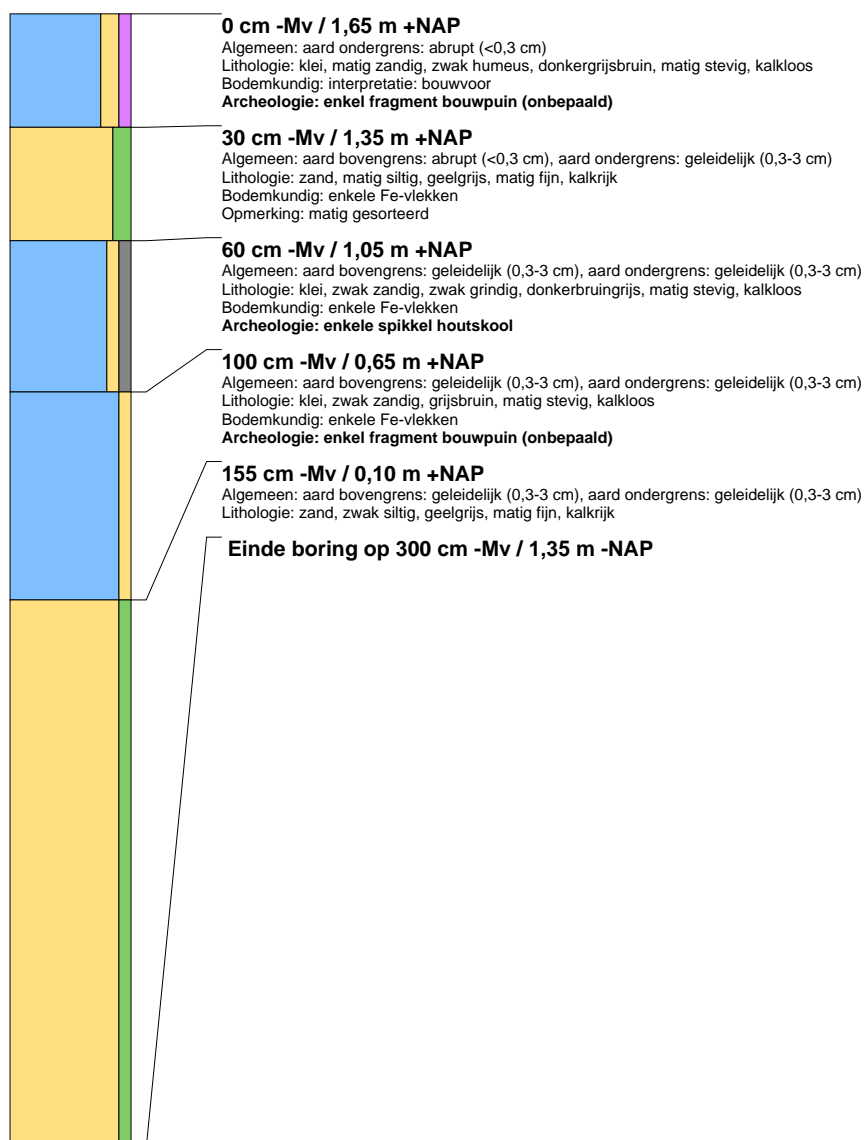 0 cm -Mv / 1,65 m +NAP
Algemeen: aard ondergrens: abrupt (<0,3 cm)
Lithologie: klei, matig zandig, zwak humeus, donkergrijsbruin, matig stevig, kalkloos
Bodemkundig: interpretatie: bouwvoor
Archeologie: enkel fragment bouwpuin (onbepaald)
30 cm -Mv / 1,35 m +NAP
Algemeen: aard bovengrens: abrupt (<0,3 cm), aard ondergrens: geleidelijk (0,3-3 cm)
Lithologie: zand, matig siltig, geelgrijs, matig fijn, kalkrijk
Bodemkundig: enkele Fe-vlekken
Opmerking: matig gesorteerd
60 cm -Mv / 1,05 m +NAP
Algemeen: aard bovengrens: geleidelijk (0,3-3 cm), aard ondergrens: geleidelijk (0,3-3 cm)
Lithologie: klei, zwak zandig, zwak grindig, donkerbruingrijs, matig stevig, kalkloos
Bodemkundig: enkele Fe-vlekken
Archeologie: enkele spikkel houtskool
100 cm -Mv / 0,65 m +NAP
Algemeen: aard bovengrens: geleidelijk (0,3-3 cm), aard ondergrens: geleidelijk (0,3-3 cm)
Lithologie: klei, zwak zandig, grijsbruin, matig stevig, kalkloos
Bodemkundig: enkele Fe-vlekken
Archeologie: enkel fragment bouwpuin (onbepaald)
155 cm -Mv / 0,10 m +NAP
Algemeen: aard bovengrens: geleidelijk (0,3-3 cm), aard ondergrens: geleidelijk (0,3-3 cm)
Lithologie: zand, zwak siltig, geelgrijs, matig fijn, kalkrijk
Einde boring op 300 cm -Mv / 1,35 m -NAP